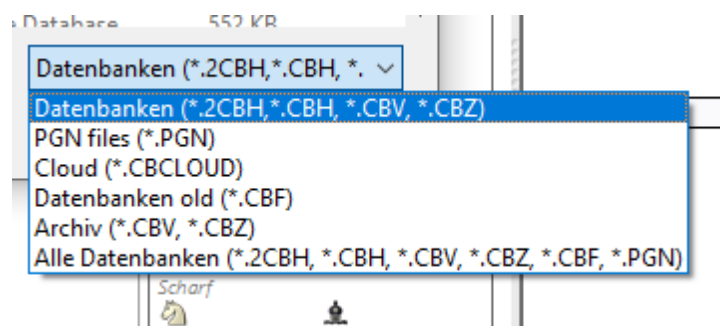 Database 552 KB
Datenbanken (*.2CBH,*.CBH, *.
Datenbanken (*.2CBH,*.CBH, *.CBV, *.CBZ)
PGN files (*.PGN)
Cloud (*.CBCLOUD)
Datenbanken old (*.CBF)
Archiv (*.CBV, *.CBZ)
Alle Datenbanken (*.2CBH, *.CBH, *.CBV, *.CBZ, *.CBF, *.PGN)
Scharf